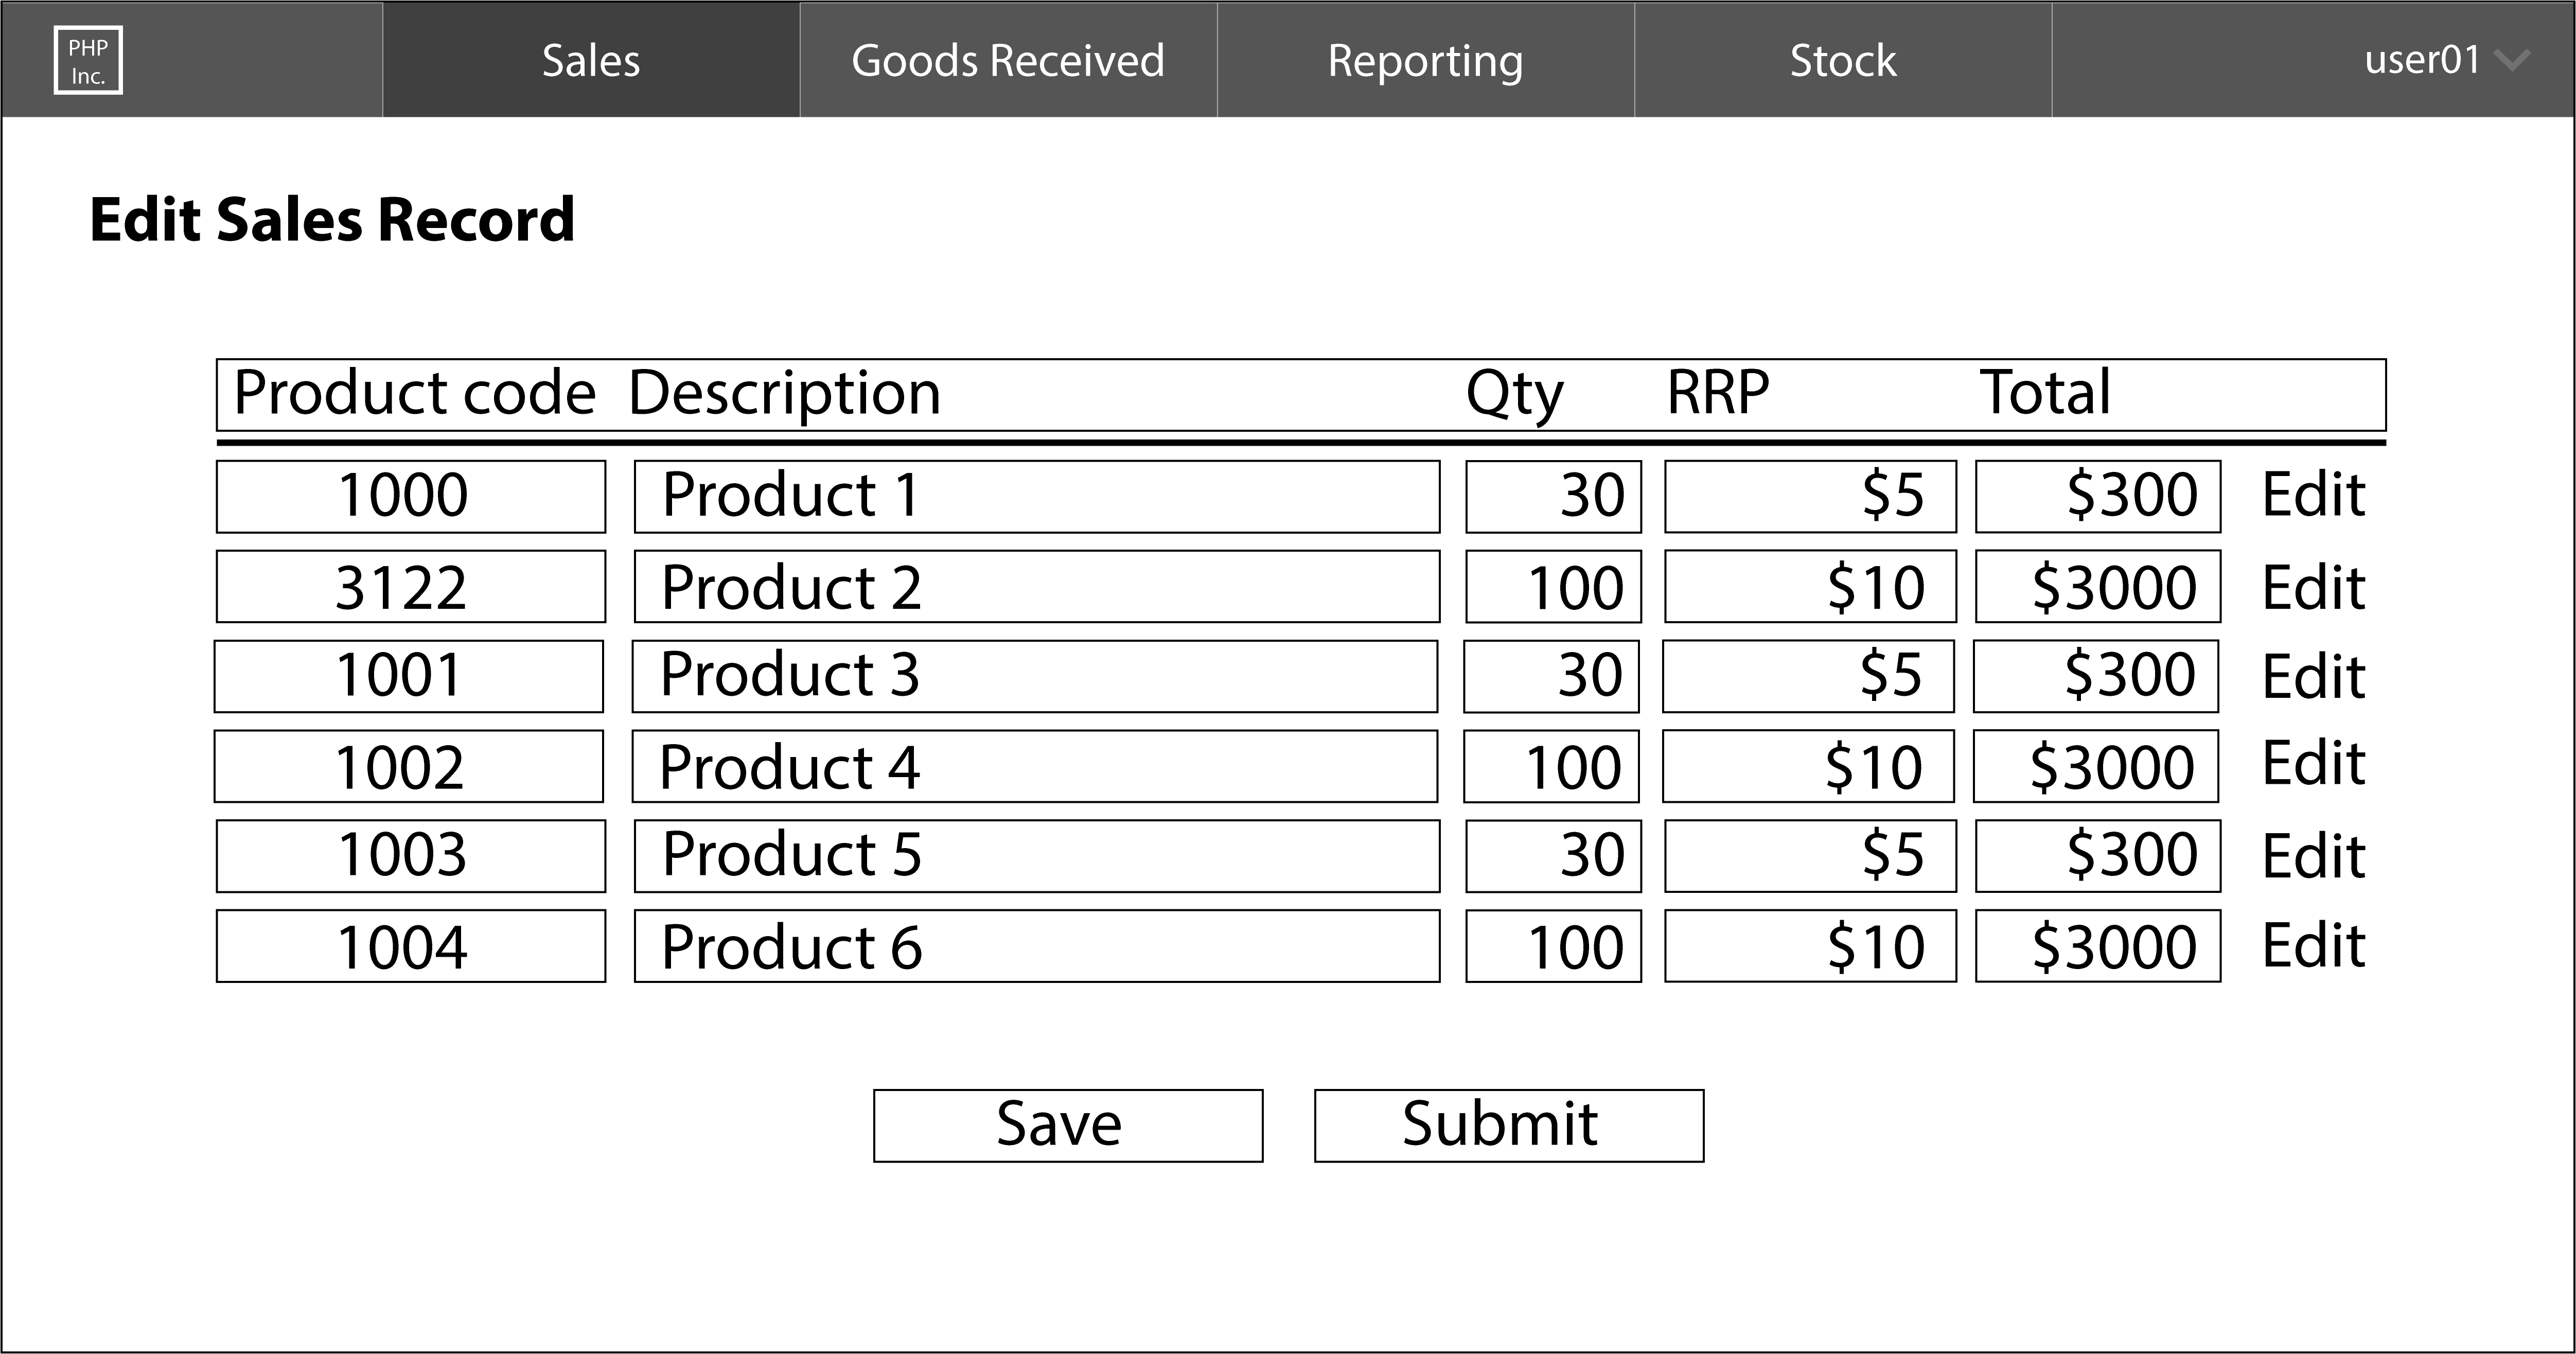 PHP
Inc.
Sales Goods Received Reporting Stock user01
Edit Sales Record
Product code Description Qty RRP Total
1000 Product 1 30 $5 $300 Edit
3122 Product 2 100 $10 $3000 Edit
1001 Product 3 30 $5 $300 Edit
1002 Product 4 100 $10 $3000 Edit
1003 Product 5 30 $5 $300 Edit
1004 Product 6 100 $10 $3000 Edit
Save Submit